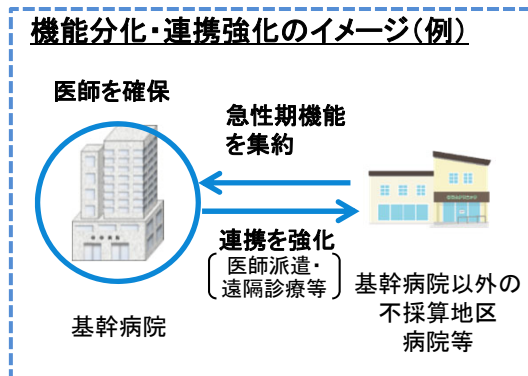 機能分化・連携強化のイメージ(例)
医師を確保
急性期機能
を集約
連携を強化
医師派遣・
遠隔診療等
基幹病院
基幹病院以外の
不採算地区
病院等